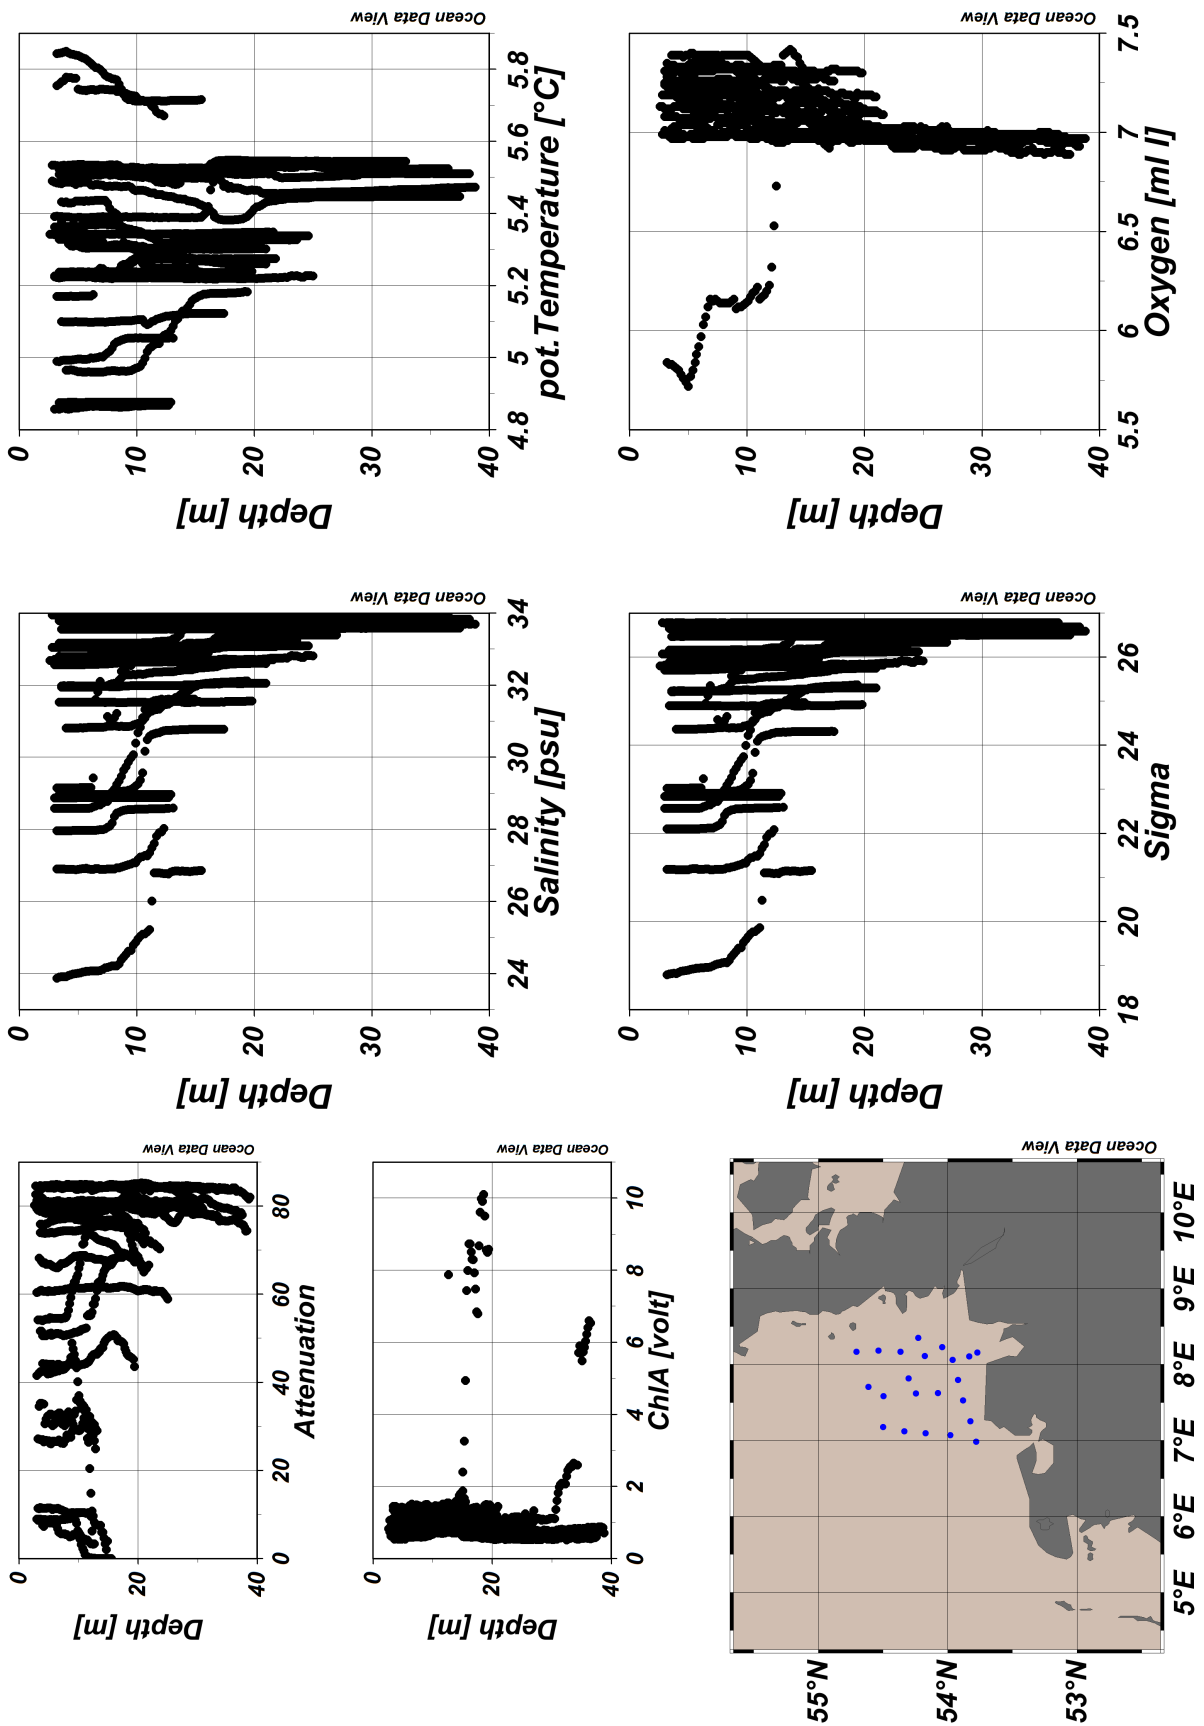 Ocean Data View
0
20
40
Depth [m]
0
20
40
60
80
Attenuation
Ocean Data View
0
10
20
30
40
Depth [m]
24
26
28
30
32
34
Salinity [psu]
Ocean Data View
0
10
20
30
40
Depth [m]
4.8
5
5.2
5.4
5.6
5.8
pot.Temperature [°C]
Ocean Data View
0
20
40
Depth [m]
0
2
4
6
8
10
ChlA [volt]
Ocean Data View
55°N
54°N
53°N
5°E
6°E
7°E
8°E
9°E
10°E
Ocean Data View
0
10
20
30
40
Depth [m]
18
20
22
24
26
Sigma
Ocean Data View
0
10
20
30
40
Depth [m]
5.5
6
6.5
7
7.5
Oxygen [ml l]